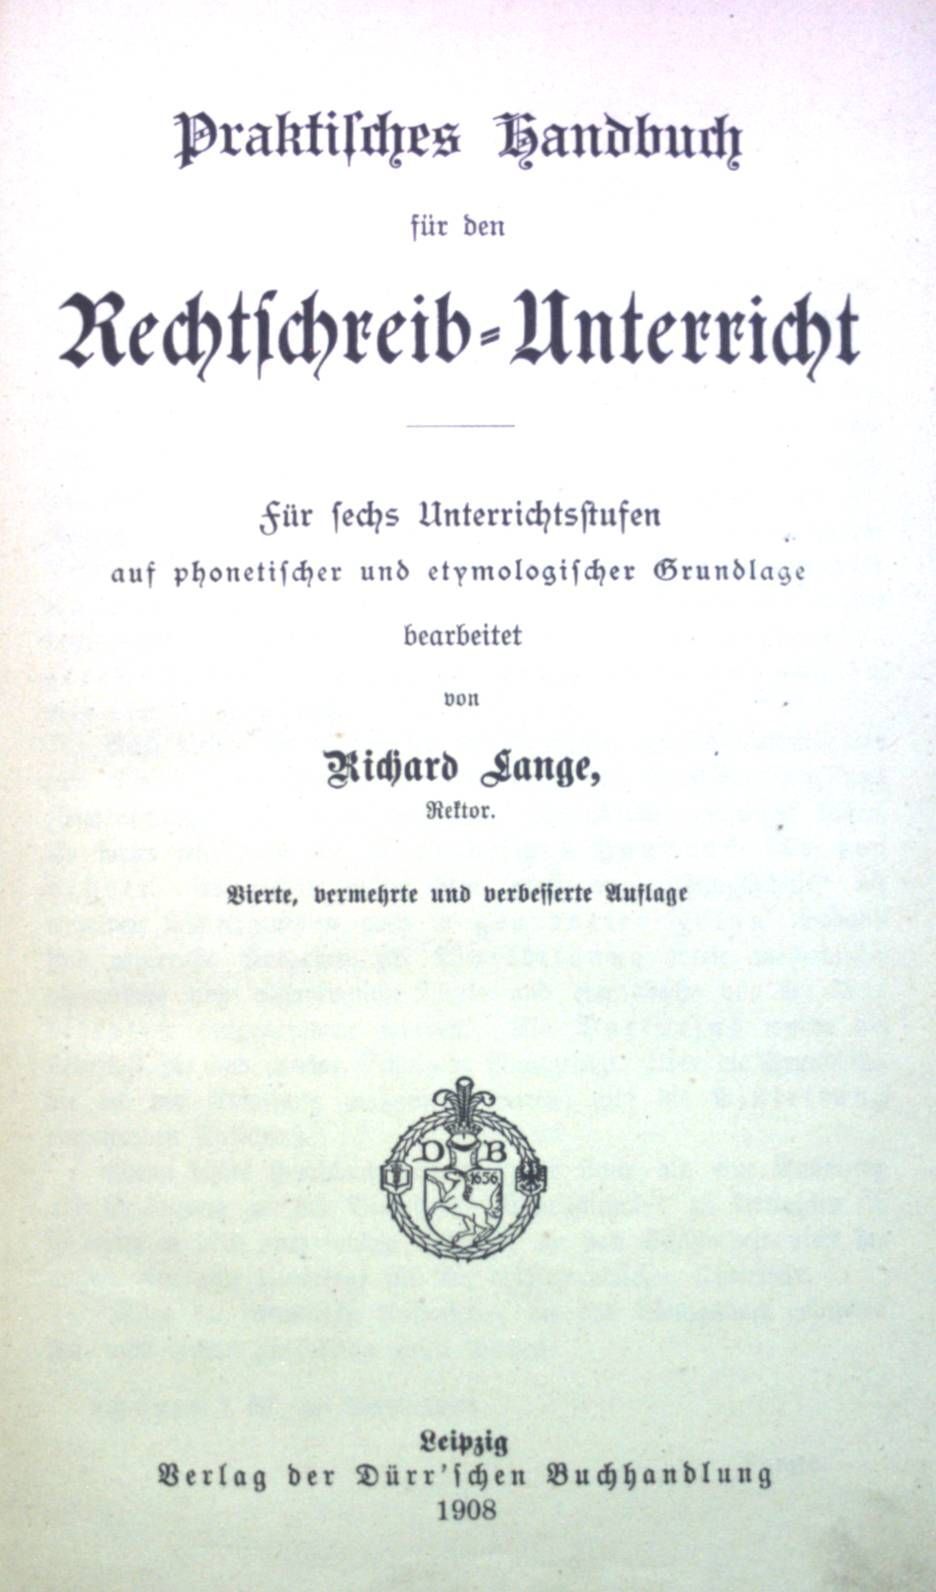 Praktiſches Handbuch
für den
Rechtſchreib-Unterricht
Für ſechs Unterrichtsſtufen
auf phonetiſcher und etymologiſcher Grundlage
bearbeitet
von
Richard Lange,
Rektor.
Vierte, vermehrte und verbeſſerte Auflage
D B
1656
Leipzig
Verlag der Dürr'ſchen Buchhandlung
1908